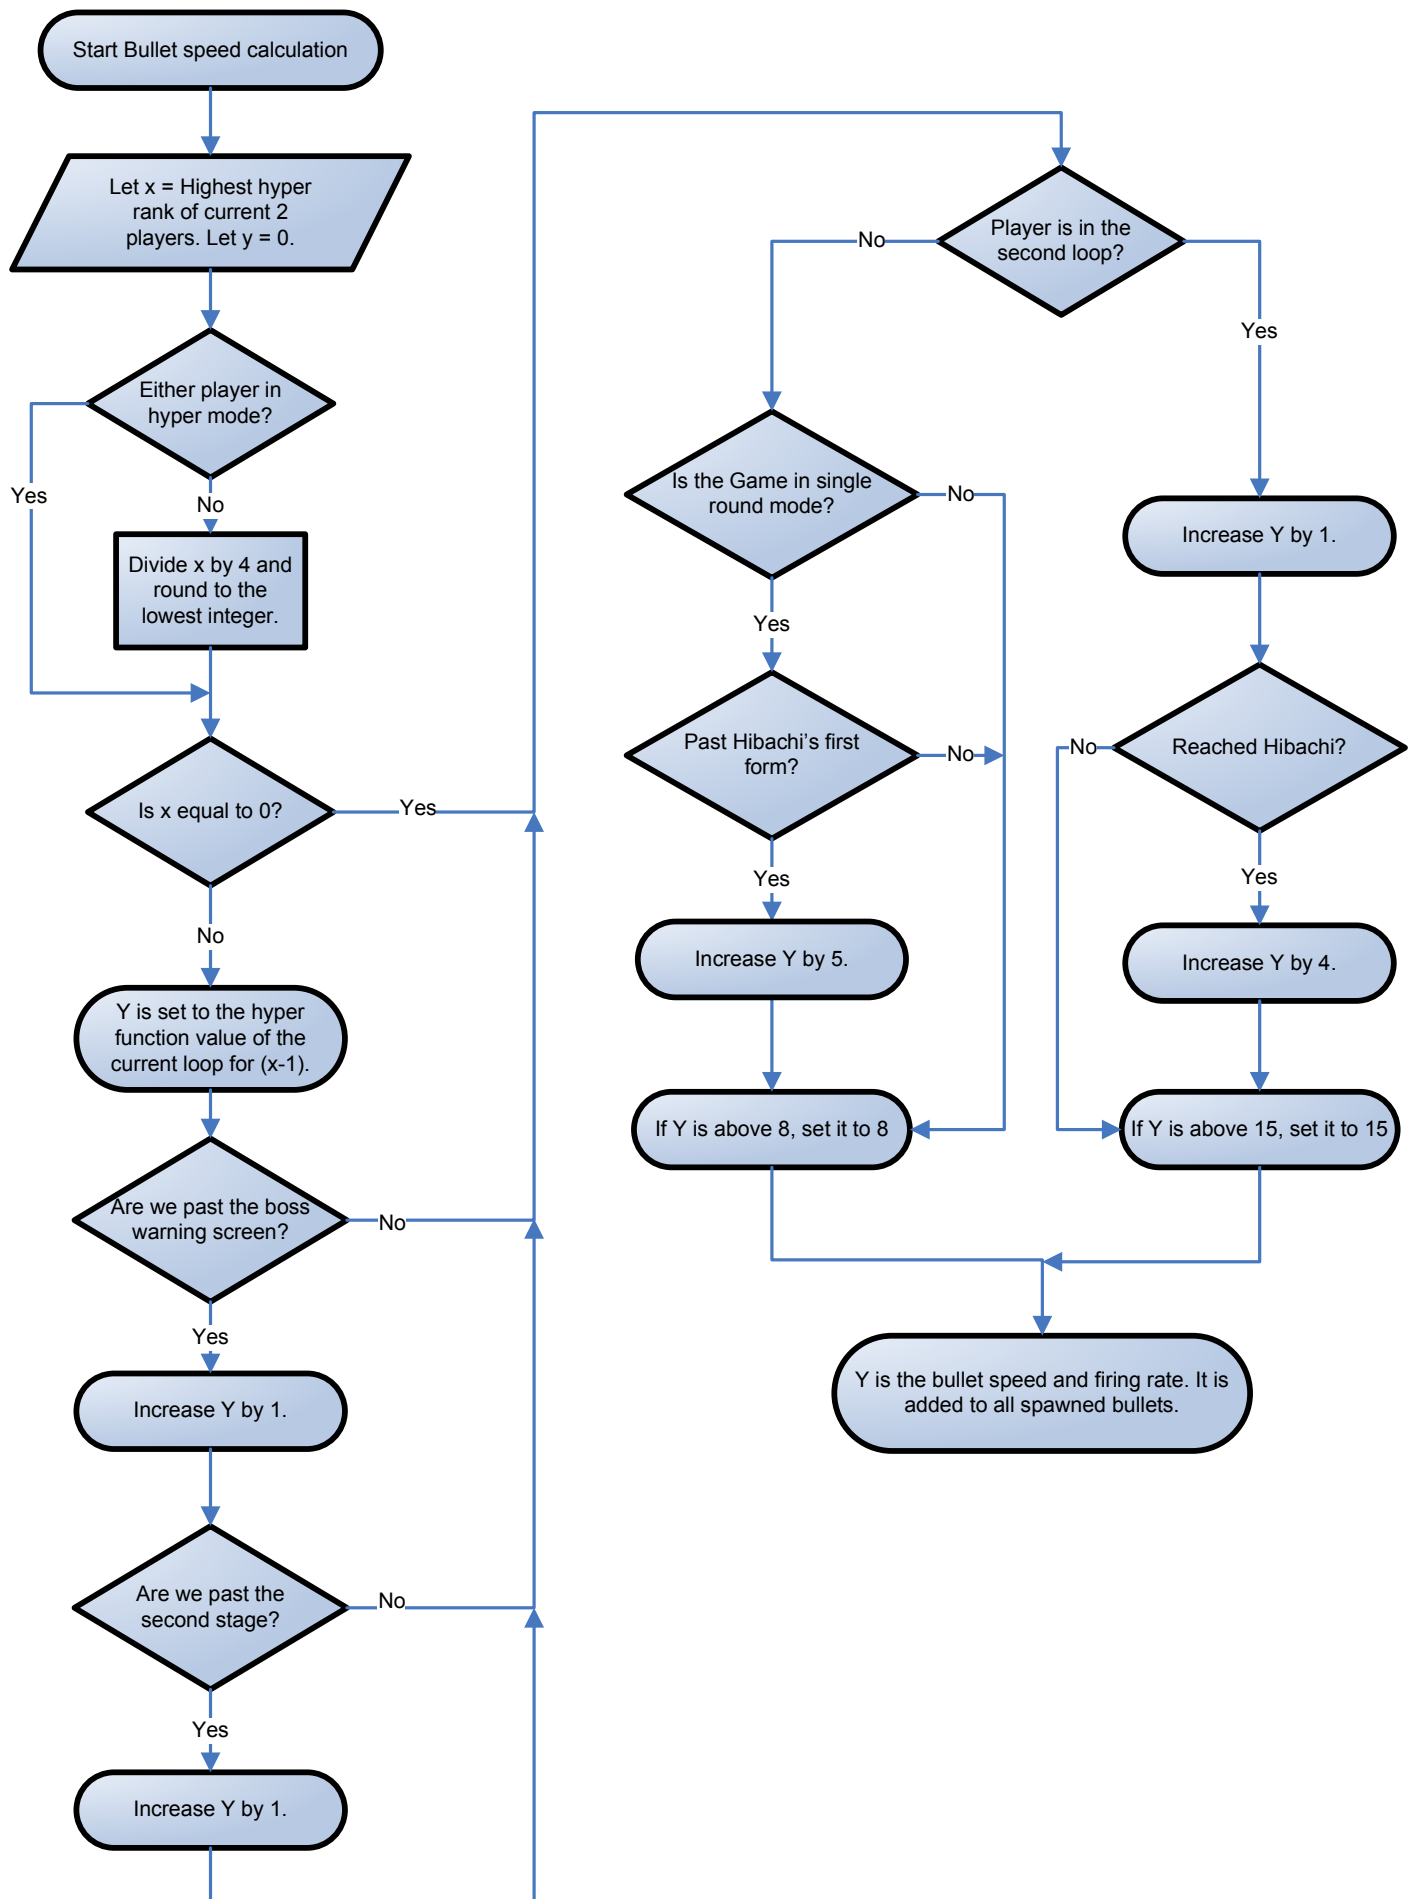 Start Bullet speed calculation
Let x = Highest hyper
rank of current 2
players. Let y = 0.
Either player in
hyper mode?
Yes
No
Divide x by 4 and
round to the
lowest integer.
Is x equal to 0?
Yes
No
Y is set to the hyper
function value of the
current loop for (x-1).
Are we past the boss
warning screen?
No
Yes
Increase Y by 1.
Are we past the
second stage?
No
Yes
Increase Y by 1.
Player is in the
second loop?
No
Yes
Is the Game in single
round mode?
No
Yes
Past Hibachi's first
form?
No
Yes
Increase Y by 5.
If Y is above 8, set it to 8
Increase Y by 1.
Reached Hibachi?
No
Yes
Increase Y by 4.
If Y is above 15, set it to 15
Y is the bullet speed and firing rate. It is
added to all spawned bullets.